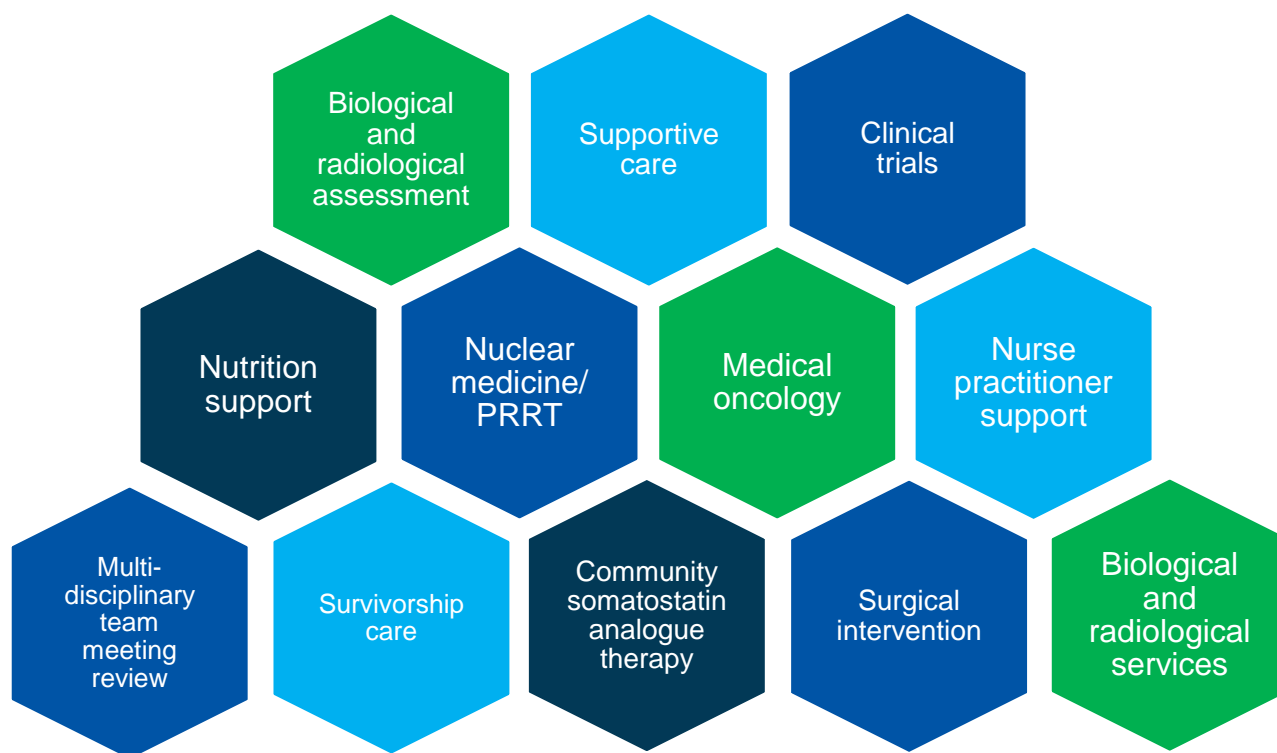 Biological
and
radiological
assessment
Supportive
care
Clinical
trials
Nutrition
support
Nuclear
medicine/
PRRT
Medical
oncology
Nurse
practitioner
support
Multi-
disciplinary
team
meeting
review
Survivorship
care
Community
somatostatin
analogue
therapy
Surgical
intervention
Biological
and
radiological
services